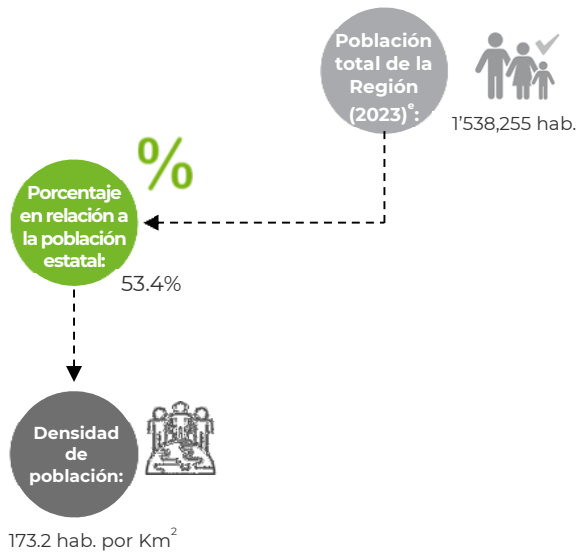 Población
total de la
Región
(2023)ᵉ:
1'538,255 hab.
%
Porcentaje
en relación a
la población
estatal:
53.4%
Densidad
de
población:
173.2 hab. por Km²